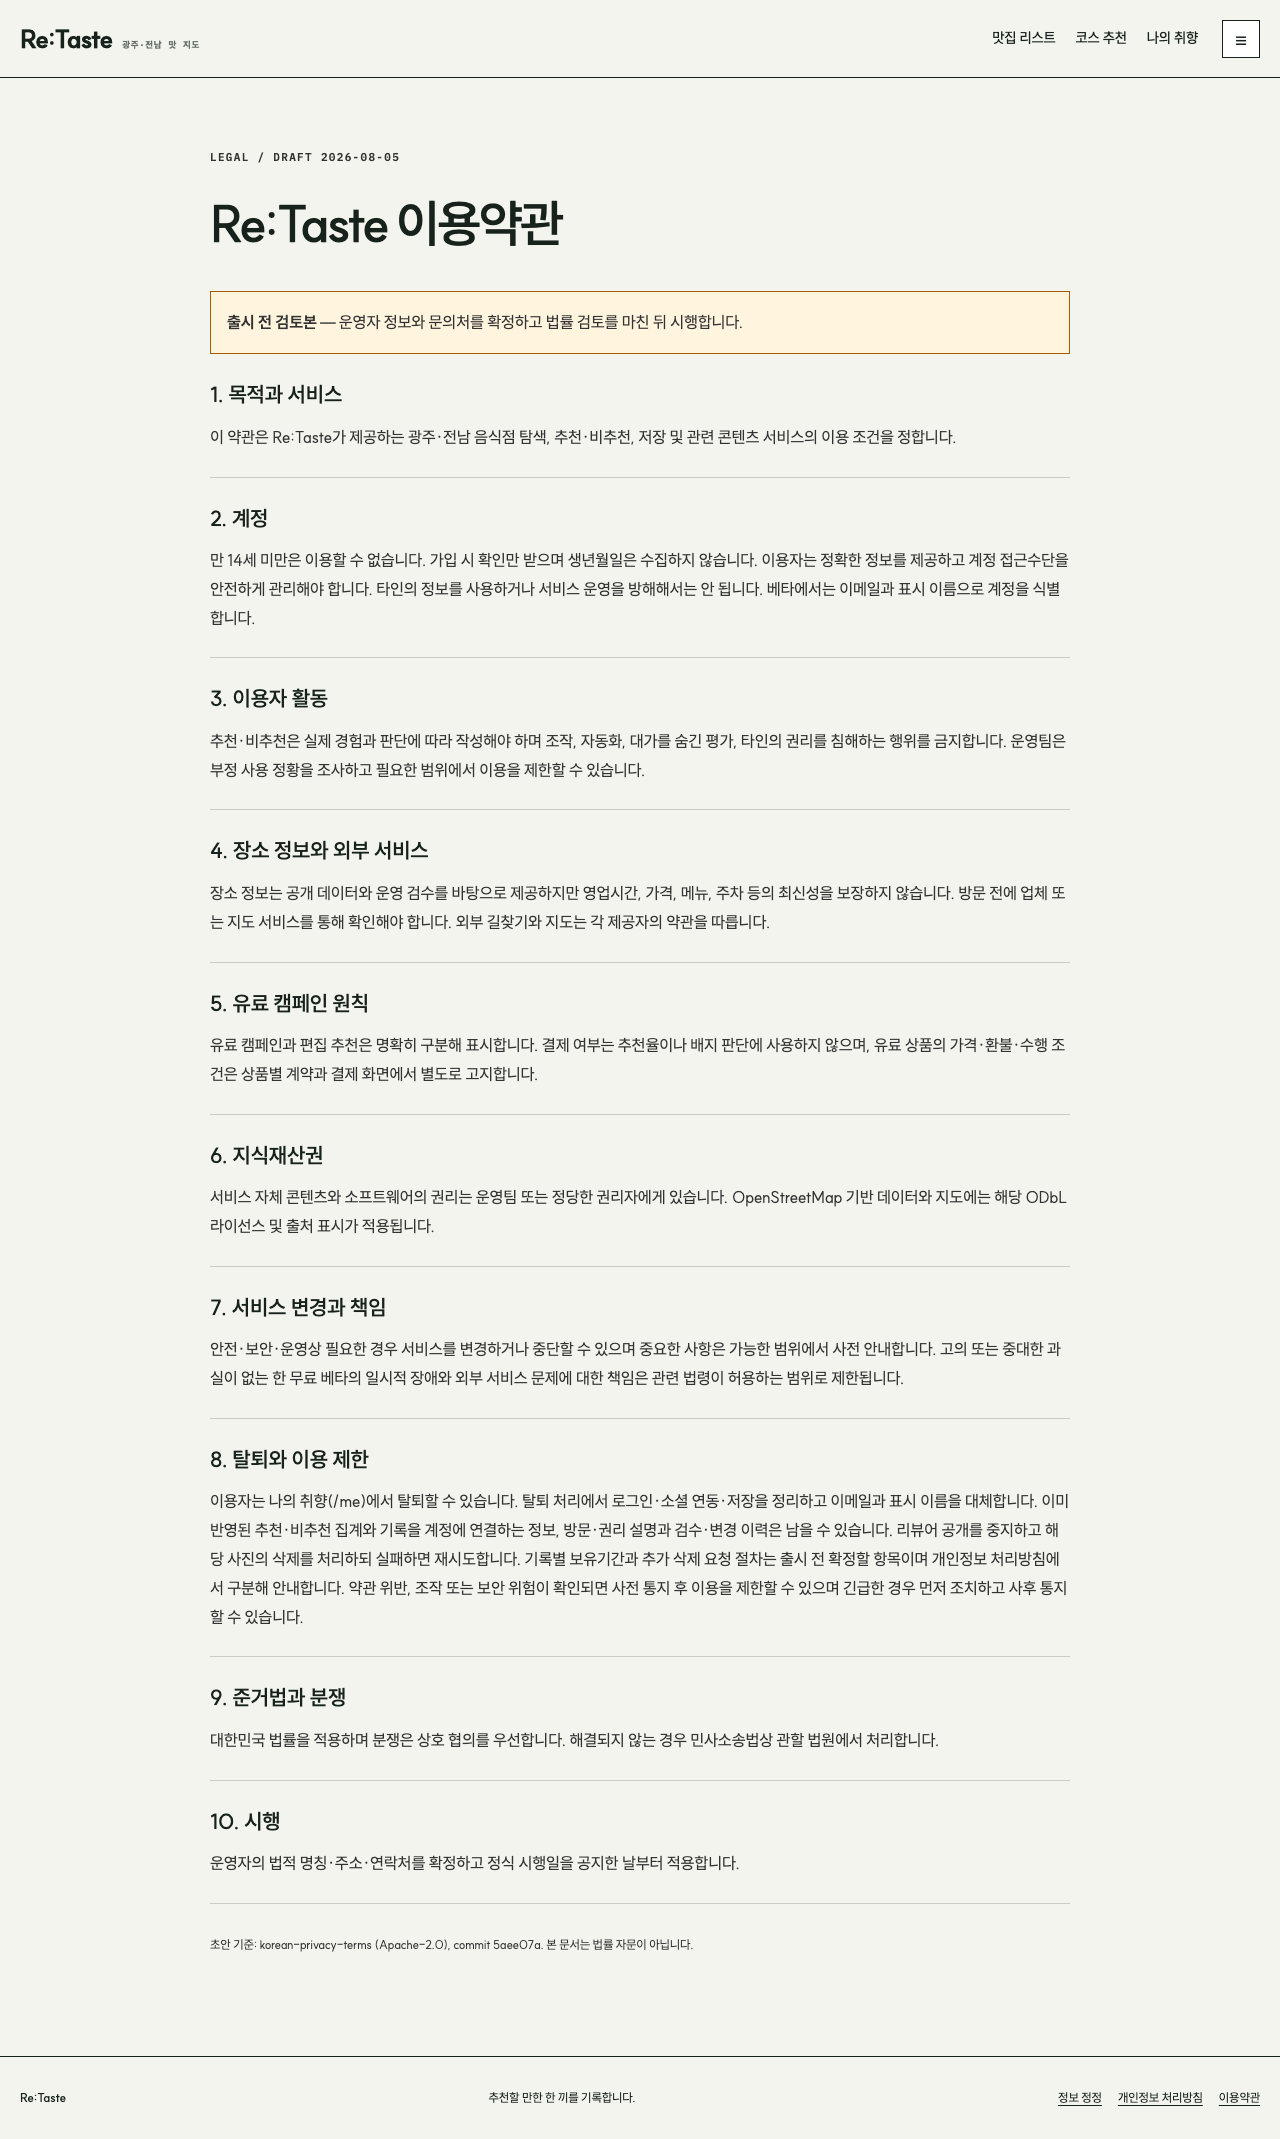 Re:Taste 광주·전남 맛 지도
맛집 리스트 코스 추천 나의 취향
LEGAL / DRAFT 2026-08-05
Re:Taste 이용약관
출시 전 검토본 — 운영자 정보와 문의처를 확정하고 법률 검토를 마친 뒤 시행합니다.
1. 목적과 서비스
이 약관은 Re:Taste가 제공하는 광주·전남 음식점 탐색, 추천·비추천, 저장 및 관련 콘텐츠 서비스의 이용 조건을 정합니다.
2. 계정
만 14세 미만은 이용할 수 없습니다. 가입 시 확인만 받으며 생년월일은 수집하지 않습니다. 이용자는 정확한 정보를 제공하고 계정 접근수단을
안전하게 관리해야 합니다. 타인의 정보를 사용하거나 서비스 운영을 방해해서는 안 됩니다. 베타에서는 이메일과 표시 이름으로 계정을 식별
합니다.
3. 이용자 활동
추천·비추천은 실제 경험과 판단에 따라 작성해야 하며 조작, 자동화, 대가를 숨긴 평가, 타인의 권리를 침해하는 행위를 금지합니다. 운영팀은
부정 사용 정황을 조사하고 필요한 범위에서 이용을 제한할 수 있습니다.
4. 장소 정보와 외부 서비스
장소 정보는 공개 데이터와 운영 검수를 바탕으로 제공하지만 영업시간, 가격, 메뉴, 주차 등의 최신성을 보장하지 않습니다. 방문 전에 업체 또
는 지도 서비스를 통해 확인해야 합니다. 외부 길찾기와 지도는 각 제공자의 약관을 따릅니다.
5. 유료 캠페인 원칙
유료 캠페인과 편집 추천은 명확히 구분해 표시합니다. 결제 여부는 추천율이나 배지 판단에 사용하지 않으며, 유료 상품의 가격·환불·수행 조
건은 상품별 계약과 결제 화면에서 별도로 고지합니다.
6. 지식재산권
서비스 자체 콘텐츠와 소프트웨어의 권리는 운영팀 또는 정당한 권리자에게 있습니다. OpenStreetMap 기반 데이터와 지도에는 해당 ODbL
라이선스 및 출처 표시가 적용됩니다.
7. 서비스 변경과 책임
안전·보안·운영상 필요한 경우 서비스를 변경하거나 중단할 수 있으며 중요한 사항은 가능한 범위에서 사전 안내합니다. 고의 또는 중대한 과
실이 없는 한 무료 베타의 일시적 장애와 외부 서비스 문제에 대한 책임은 관련 법령이 허용하는 범위로 제한됩니다.
8. 탈퇴와 이용 제한
이용자는 나의 취향(/me)에서 탈퇴할 수 있습니다. 탈퇴 처리에서 로그인·소셜 연동·저장을 정리하고 이메일과 표시 이름을 대체합니다. 이미
반영된 추천·비추천 집계와 기록을 계정에 연결하는 정보, 방문·권리 설명과 검수·변경 이력은 남을 수 있습니다. 리뷰어 공개를 중지하고 해
당 사진의 삭제를 처리하되 실패하면 재시도합니다. 기록별 보유기간과 추가 삭제 요청 절차는 출시 전 확정할 항목이며 개인정보 처리방침에
서 구분해 안내합니다. 약관 위반, 조작 또는 보안 위험이 확인되면 사전 통지 후 이용을 제한할 수 있으며 긴급한 경우 먼저 조치하고 사후 통지
할 수 있습니다.
9. 준거법과 분쟁
대한민국 법률을 적용하며 분쟁은 상호 협의를 우선합니다. 해결되지 않는 경우 민사소송법상 관할 법원에서 처리합니다.
10. 시행
운영자의 법적 명칭·주소·연락처를 확정하고 정식 시행일을 공지한 날부터 적용합니다.
초안 기준: korean-privacy-terms (Apache-2.0), commit 5aee07a. 본 문서는 법률 자문이 아닙니다.
Re:Taste 추천할 만한 한 끼를 기록합니다. 정보 정정 개인정보 처리방침 이용약관